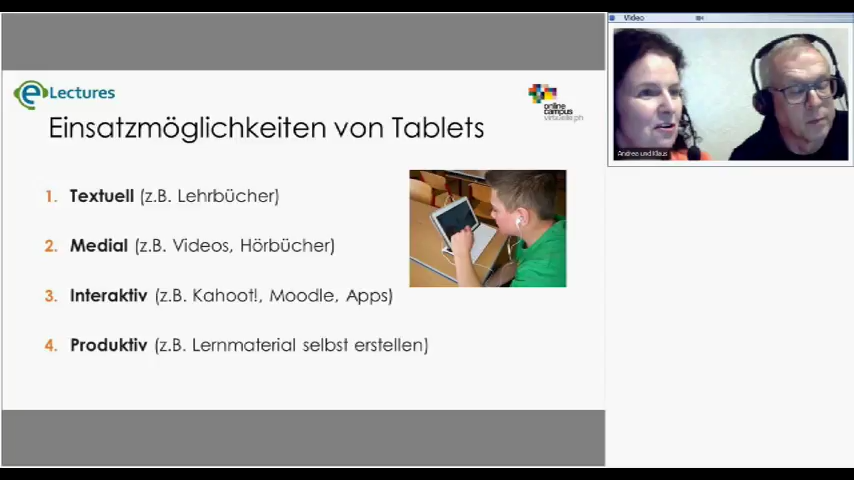 Video
eLectures
online
campus
virtuelle ph
Einsatzmöglichkeiten von Tablets
1. Textuell (z.B. Lehrbücher)
2. Medial (z.B. Videos, Hörbücher)
3. Interaktiv (z.B. Kahoot!, Moodle, Apps)
4. Produktiv (z.B. Lernmaterial selbst erstellen)
Andrea und Klaus